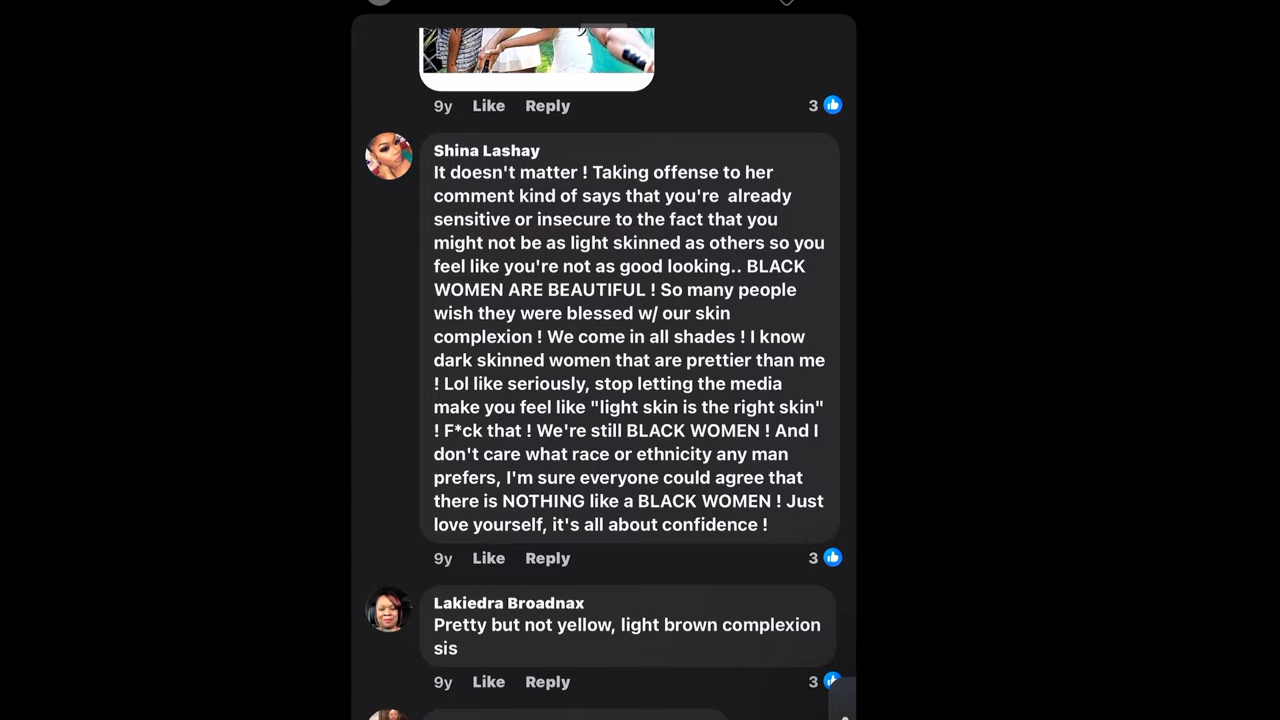 9y Like Reply 3
Shina Lashay
It doesn't matter ! Taking offense to her
comment kind of says that you're already
sensitive or insecure to the fact that you
might not be as light skinned as others so you
feel like you're not as good looking.. BLACK
WOMEN ARE BEAUTIFUL ! So many people
wish they were blessed w/ our skin
complexion ! We come in all shades ! I know
dark skinned women that are prettier than me
! Lol like seriously, stop letting the media
make you feel like "light skin is the right skin"
! F*ck that ! We're still BLACK WOMEN ! And I
don't care what race or ethnicity any man
prefers, I'm sure everyone could agree that
there is NOTHING like a BLACK WOMEN ! Just
love yourself, it's all about confidence !
9y Like Reply 3
Lakiedra Broadnax
Pretty but not yellow, light brown complexion
sis
9y Like Reply 3